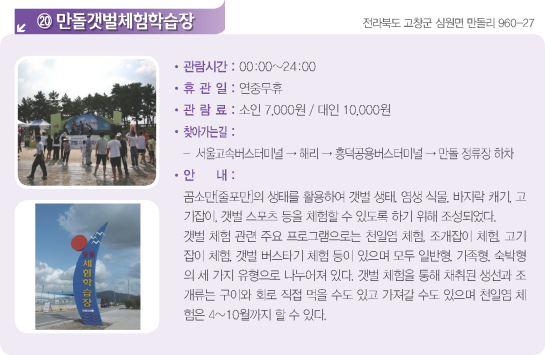 ⑳ 만돌갯벌체험학습장
전라북도 고창군 심원면 만돌리 960-27
• 관람시간 : 00:00~24:00
• 휴 관 일 : 연중무휴
• 관 람 료 : 소인 7,000원 / 대인 10,000원
• 찾아가는길 :
- 서울고속버스터미널 → 해리 → 흥덕공용버스터미널 → 만돌 정류장 하차
• 안 내 :
곰소만(줄포만)의 생태를 활용하여 갯벌 생태, 염생 식물, 바지락 캐기, 고
기잡이, 갯벌 스포츠 등을 체험할 수 있도록 하기 위해 조성되었다.
갯벌 체험 관련 주요 프로그램으로는 천일염 체험, 조개잡이 체험, 고기
잡이 체험, 갯벌 버스타기 체험 등이 있으며 모두 일반형, 가족형, 숙박형
의 세 가지 유형으로 나누어져 있다. 갯벌 체험을 통해 채취된 생선과 조
개류는 구이와 회로 직접 먹을 수도 있고 가져갈 수도 있으며 천일염 체
험은 4~10월까지 할 수 있다.
체험학습장